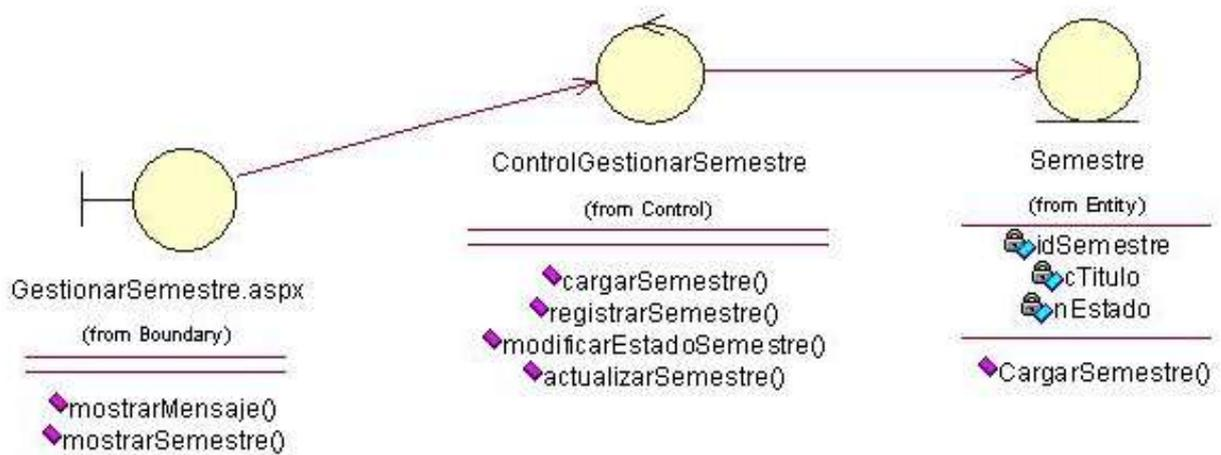 GestionarSemestre.aspx
(from Boundary)
mostrarMensaje()
mostrarSemestre()
ControlGestionarSemestre
(from Control)
cargarSemestre()
registrarSemestre()
modificarEstadoSemestre()
actualizarSemestre()
Semestre
(from Entity)
idSemestre
cTitulo
nEstado
CargarSemestre()